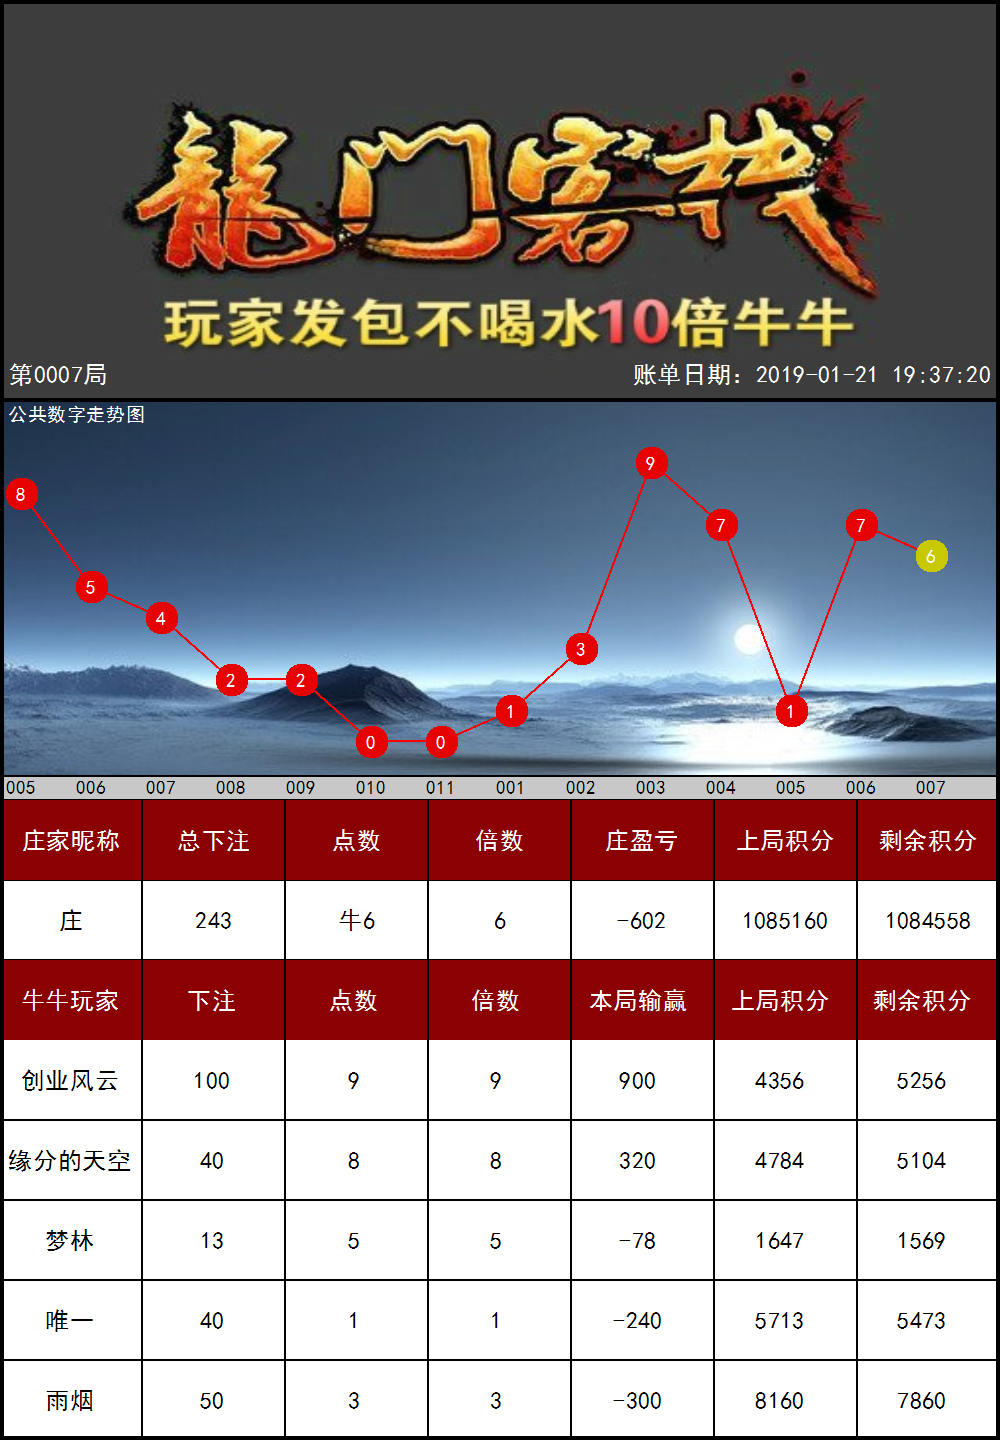 龍门客栈
玩家发包不喝水10倍牛牛
第0007局 账单日期：2019-01-21 19:37:20
公共数字走势图
8 5 4 2 2 0 0 1 3 9 7 1 7 6
005 006 007 008 009 010 011 001 002 003 004 005 006 007
庄家昵称 总下注 点数 倍数 庄盈亏 上局积分 剩余积分
庄 243 牛6 6 -602 1085160 1084558
牛牛玩家 下注 点数 倍数 本局输赢 上局积分 剩余积分
创业风云 100 9 9 900 4356 5256
缘分的天空 40 8 8 320 4784 5104
梦林 13 5 5 -78 1647 1569
唯一 40 1 1 -240 5713 5473
雨烟 50 3 3 -300 8160 7860